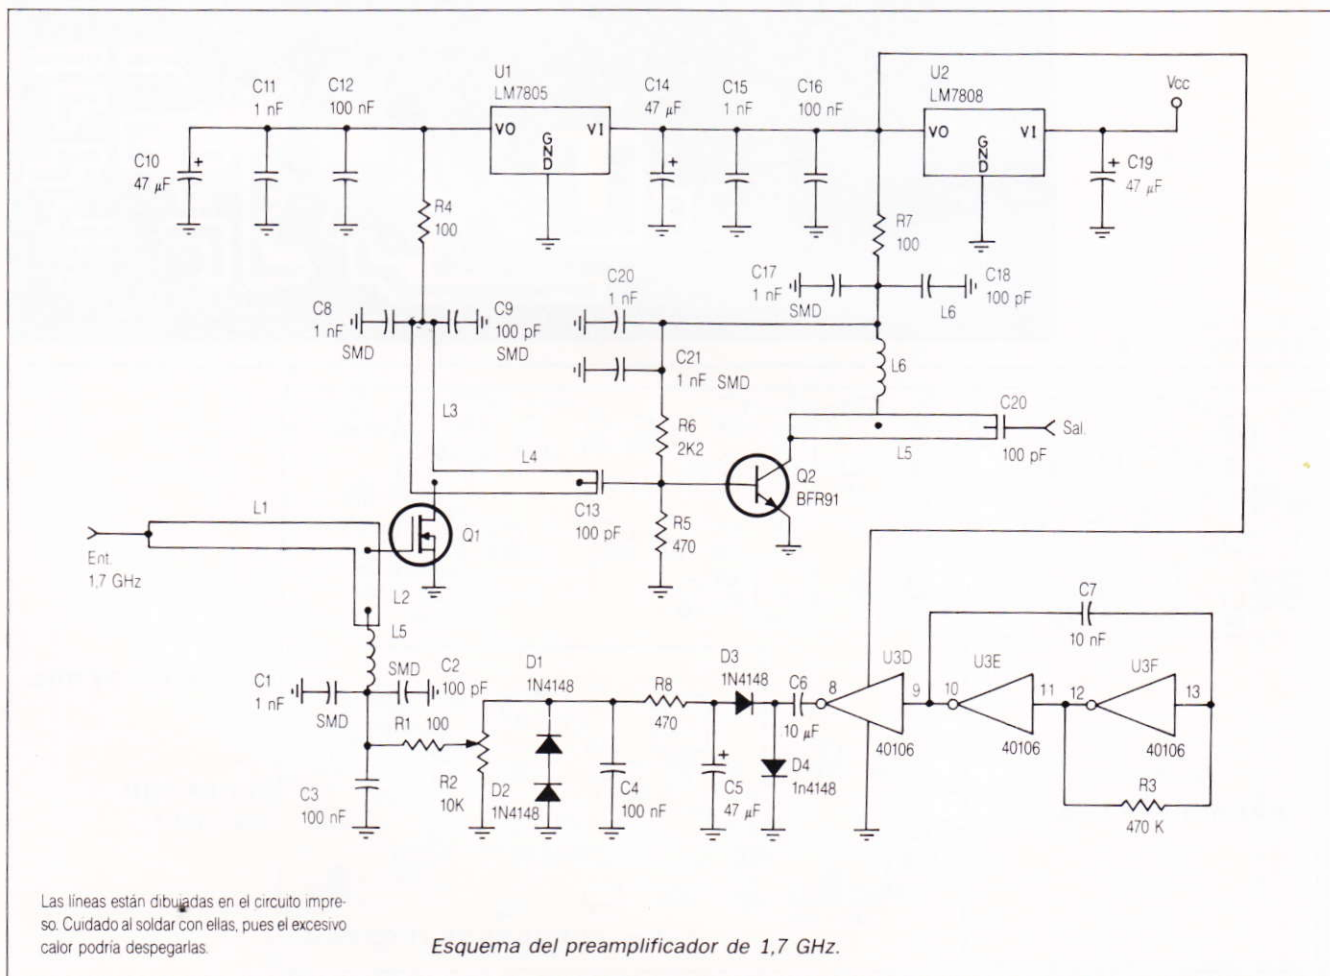 U1
LM7805
U2
LM7808
Vcc
C11
1 nF
C12
100 nF
C14
47 µF
C15
1 nF
C16
100 nF
VO
GND
VI
VO
GND
VI
C10
+
47 µF
+
+
C19
47 µF
R4
100
R7
100
C8
1 nF
SMD
C9
100 pF
SMD
C20
1 nF
C17
1 nF
SMD
C18
100 pF
L6
C21
1 nF SMD
L6
L3
R6
2K2
C20
Sal.
100 pF
L5
L4
C13
100 pF
Q2
BFR91
R5
470
L1
Q1
Ent.
1,7 GHz
L2
L5
C7
10 nF
C1
1 nF
SMD
SMD
C2
100 pF
D1
1N4148
D3
1N4148
C6
10 µF
U3D
8
9
40106
U3E
10
11
40106
U3F
12
13
40106
R1
100
R8
470
R2
10K
D2
1N4148
C4
100 nF
+
C5
47 µF
D4
1n4148
R3
470 K
C3
100 nF
Las líneas están dibujadas en el circuito impre-
so. Cuidado al soldar con ellas, pues el excesivo
calor podría despegarlas.
Esquema del preamplificador de 1,7 GHz.